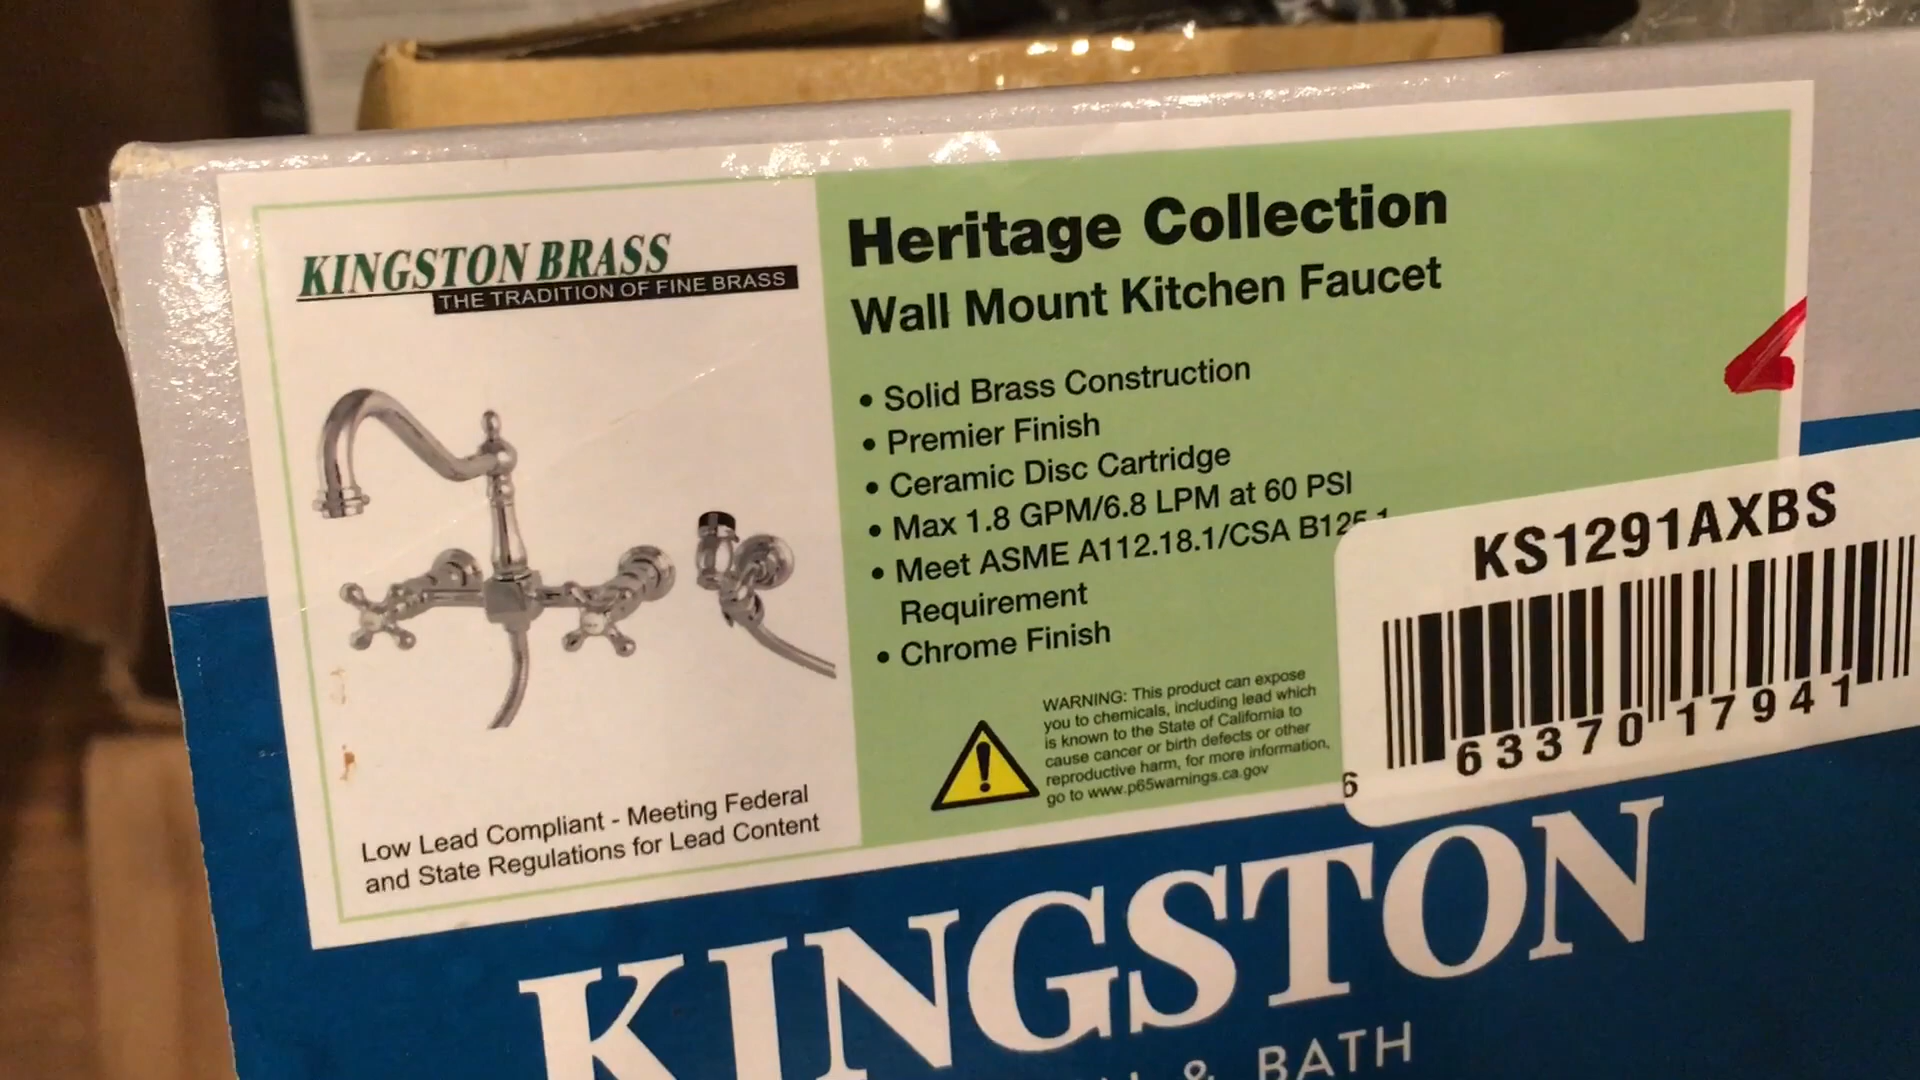 KINGSTON BRASS
THE TRADITION OF FINE BRASS
Low Lead Compliant - Meeting Federal
and State Regulations for Lead Content
Heritage Collection
Wall Mount Kitchen Faucet
• Solid Brass Construction
• Premier Finish
• Ceramic Disc Cartridge
• Max 1.8 GPM/6.8 LPM at 60 PSI
• Meet ASME A112.18.1/CSA B125.1
Requirement
• Chrome Finish
WARNING: This product can expose
you to chemicals, including lead which
is known to the State of California to
cause cancer or birth defects or other
reproductive harm, for more information,
go to www.p65warnings.ca.gov
KS1291AXBS
6 63370 17941
KINGSTON
& BATH